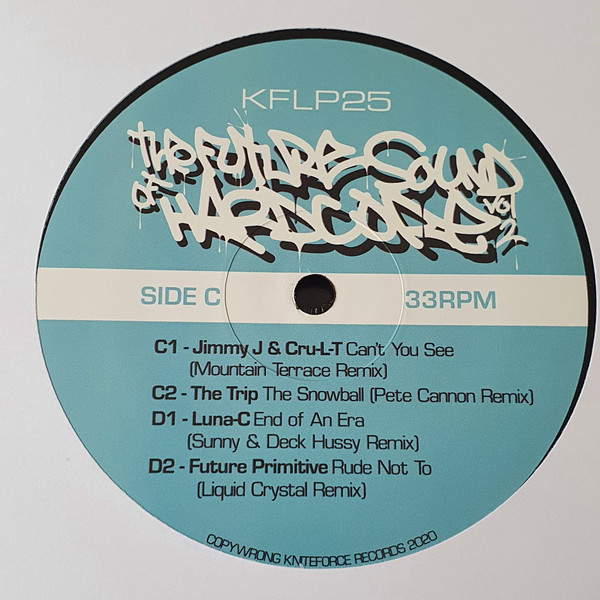 KFLP25
THE FUTURE SOUND
OF HARDCORE VOL 2
SIDE C
33RPM
C1 - Jimmy J & Cru-L-T Can't You See
(Mountain Terrace Remix)
C2 - The Trip The Snowball (Pete Cannon Remix)
D1 - Luna-C End of An Era
(Sunny & Deck Hussy Remix)
D2 - Future Primitive Rude Not To
(Liquid Crystal Remix)
COPYWRONG KNITEFORCE RECORDS 2020